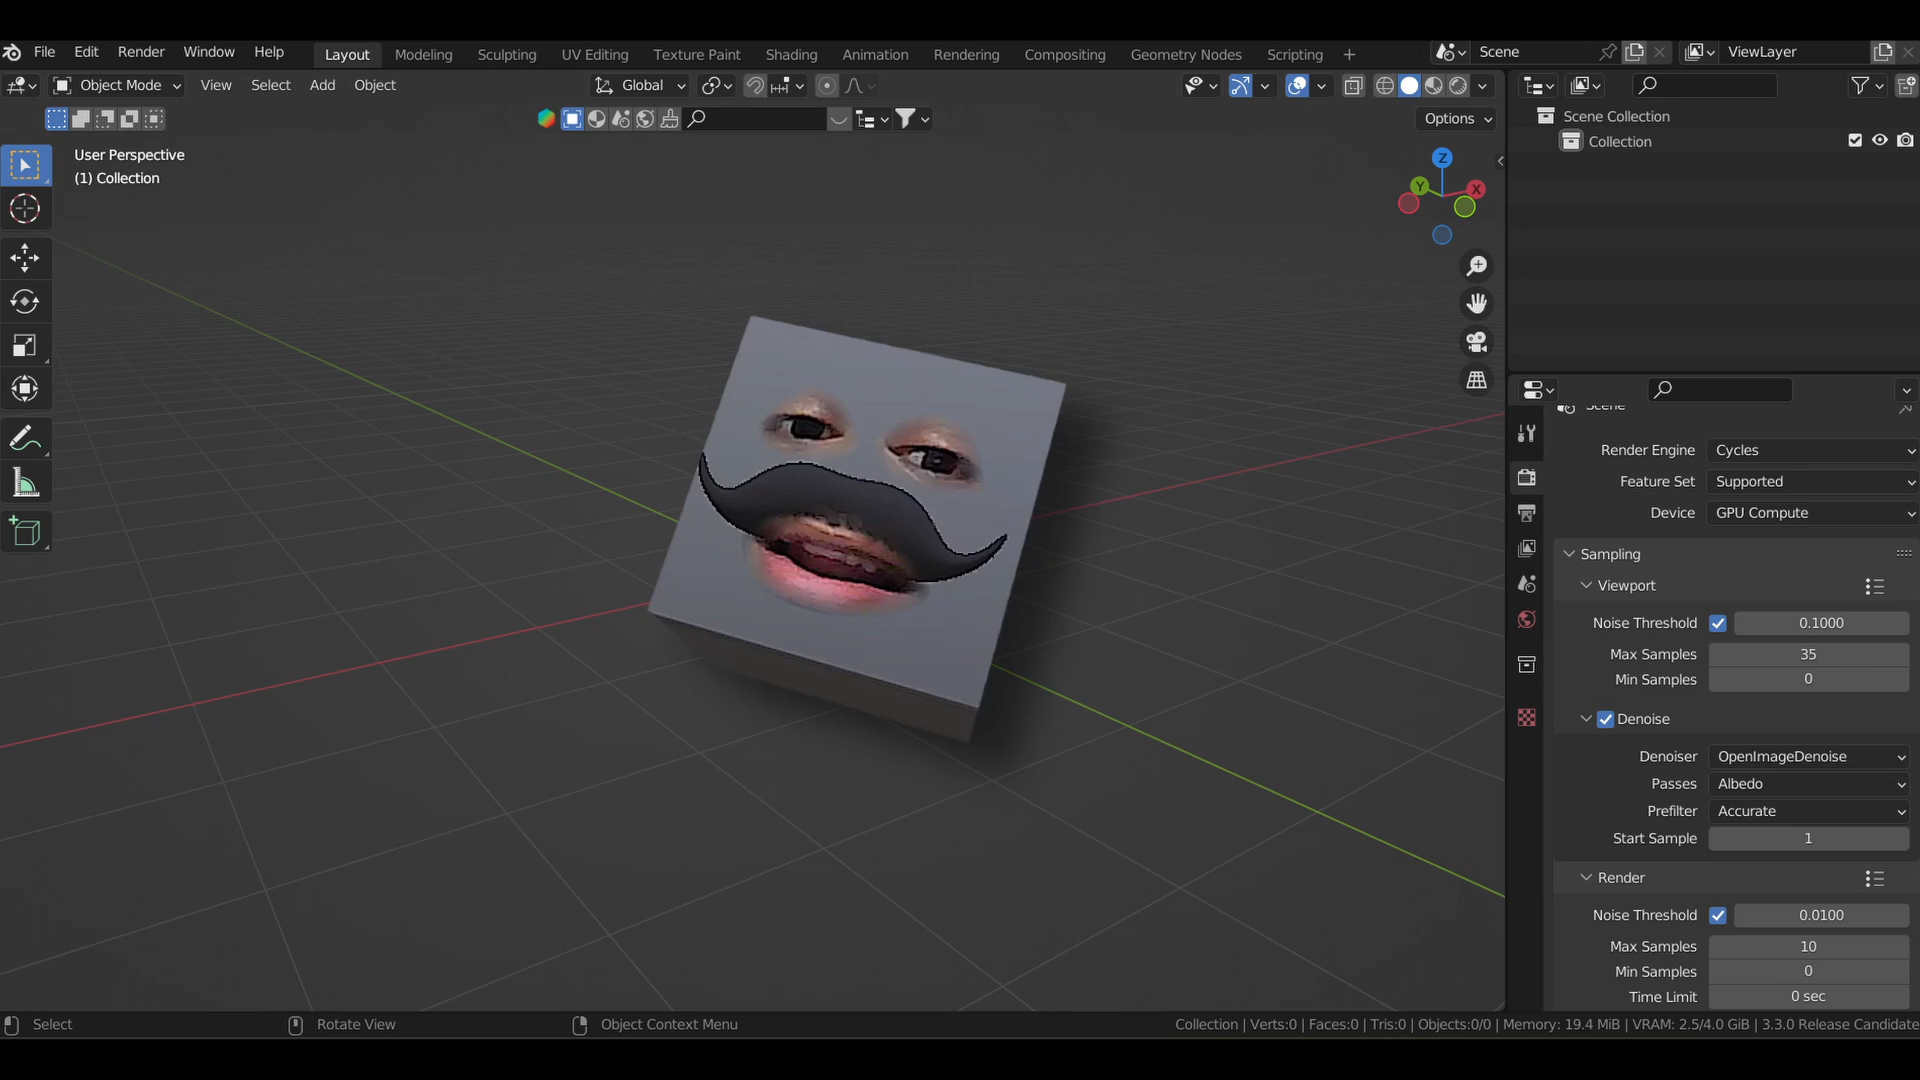 File Edit Render Window Help Layout Modeling Sculpting UV Editing Texture Paint Shading Animation Rendering Compositing Geometry Nodes Scripting + Scene ViewLayer
Object Mode View Select Add Object Global
Options
User Perspective
(1) Collection
Z
Y
X
Scene Collection
Collection
Scene
Render Engine Cycles
Feature Set Supported
Device GPU Compute
Sampling
Viewport
Noise Threshold 0.1000
Max Samples 35
Min Samples 0
Denoise
Denoiser OpenImageDenoise
Passes Albedo
Prefilter Accurate
Start Sample 1
Render
Noise Threshold 0.0100
Max Samples 10
Min Samples 0
Time Limit 0 sec
Select Rotate View Object Context Menu Collection | Verts:0 | Faces:0 | Tris:0 | Objects:0/0 | Memory: 19.4 MiB | VRAM: 2.5/4.0 GiB | 3.3.0 Release Candidate